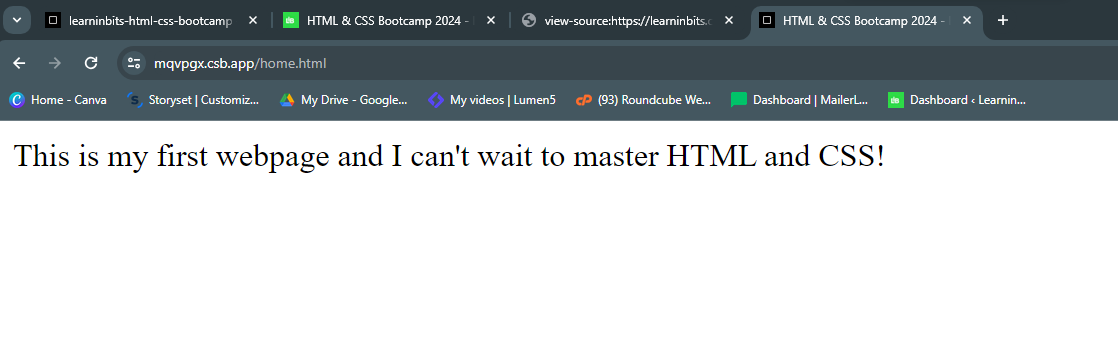 learninbits-html-css-bootcamp
HTML & CSS Bootcamp 2024 -
view-source:https://learninbits.
HTML & CSS Bootcamp 2024 -
mqvpgx.csb.app/home.html
Home - Canva
Storyset | Customiz...
My Drive - Google...
My videos | Lumen5
(93) Roundcube We...
Dashboard | MailerL...
Dashboard ‹ Learnin...
This is my first webpage and I can't wait to master HTML and CSS!